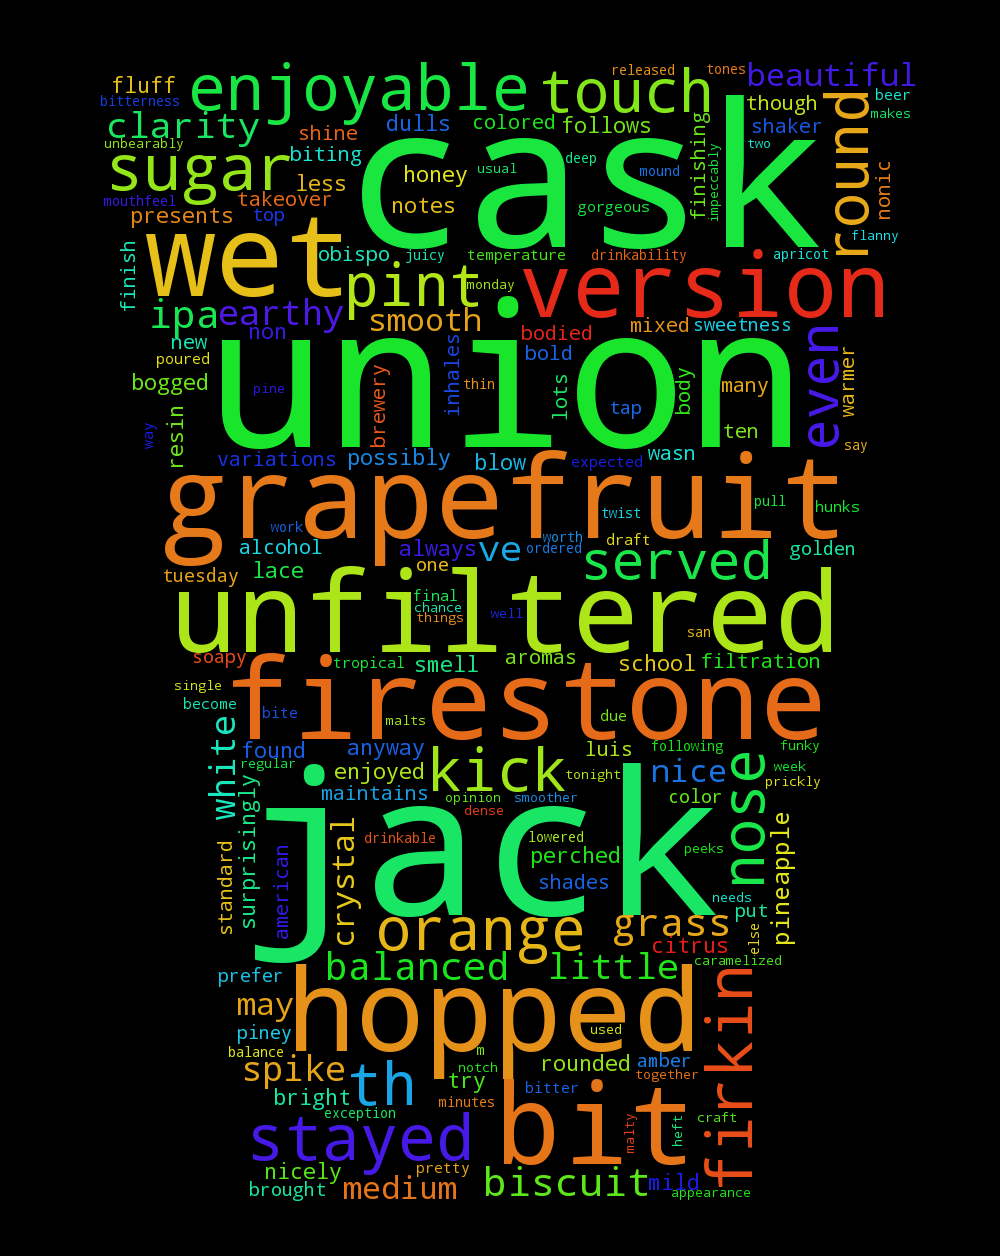 fluff enjoyable touch released tones beautiful
bitterness though beer
clarity shine dulls colored follows shaker makes
unbearably biting cask usual deep mound finishing impeccably two round nonic
sugar less honey
mouthfeel takeover notes gorgeous
presents top flanny
wet obispo juicy temperature drinkability apricot
finish pint monday version
ipa earthy smooth bodied mixed sweetness
new non inhales bold even warmer
poured union
bogged pine brewery thin lots body many
way resin tap ten say
variations possibly blow expected wasn
grapefruit pull hunks
work twist
alcohol always ve worth ordered draft served golden
tuesday lace one
unfiltered final chance things well san
soapy tropical smell aromas school filtration
single firestone
become bite malts due
white found anyway luis following funky
regular enjoyed kick tonight nice nose week prickly
surprisingly maintains opinion smoother color
jack dense
standard american crystal drinkable lowered perched peeks pineapple
shades needs
orange grass put
citrus else
balanced little caramelized
prefer hopped firkin
may
piney used
balance m rounded amber
spike th notch try together
bright minutes bit bitter
exception craft
stayed malty heft
nicely pretty biscuit mild
brought medium appearance